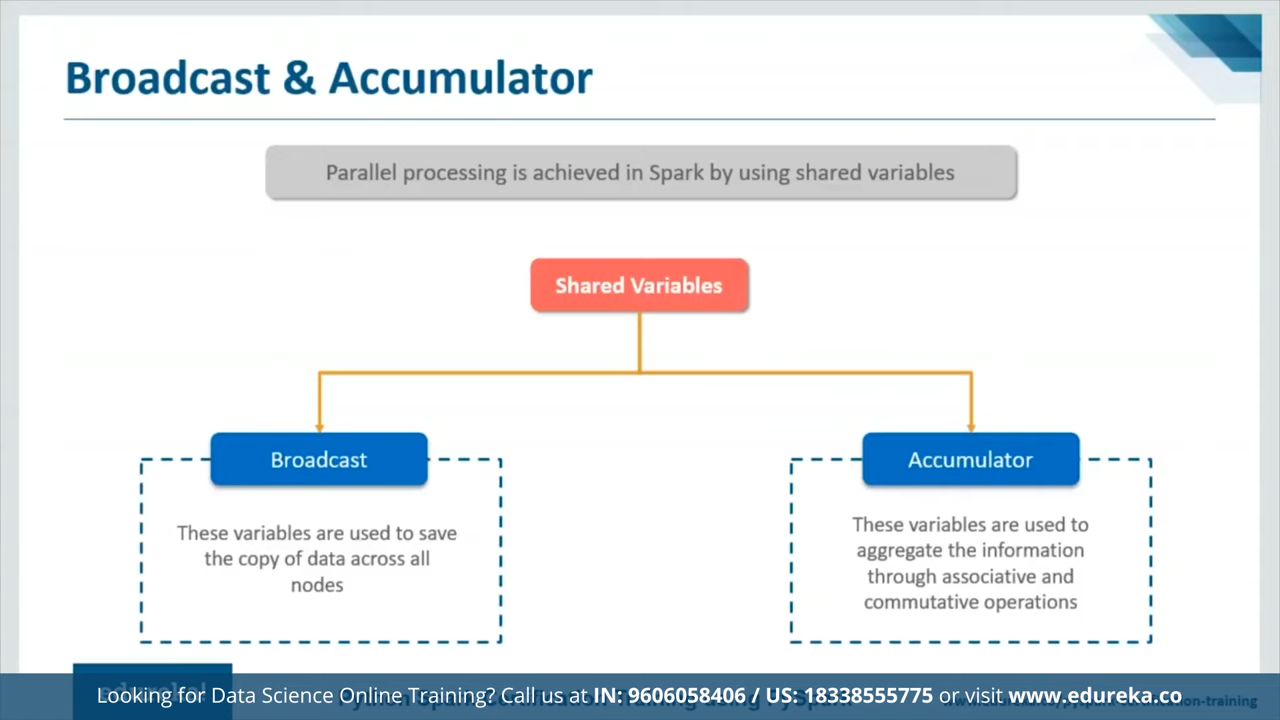 Broadcast & Accumulator
Parallel processing is achieved in Spark by using shared variables
Shared Variables
Broadcast
These variables are used to save
the copy of data across all
nodes
Accumulator
These variables are used to
aggregate the information
through associative and
commutative operations
Looking for Data Science Online Training? Call us at IN: 9606058406 / US: 18338555775 or visit www.edureka.co